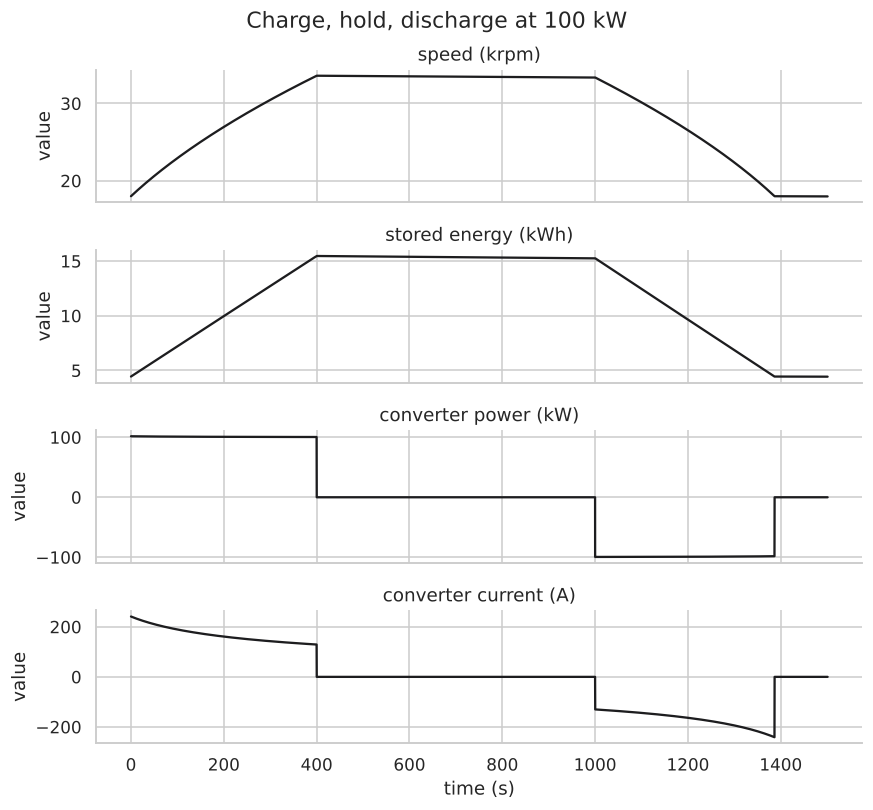 Charge, hold, discharge at 100 kW
speed (krpm)
value
30
20
stored energy (kWh)
value
15
10
5
converter power (kW)
value
100
0
−100
converter current (A)
value
200
0
−200
0 200 400 600 800 1000 1200 1400
time (s)